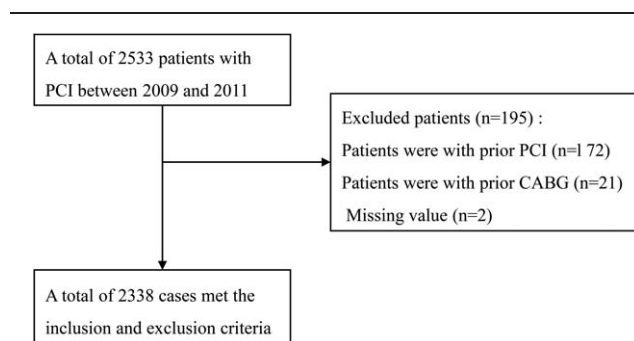 A total of 2533 patients with
PCI between 2009 and 2011
Excluded patients (n=195) :
Patients were with prior PCI (n=l 72)
Patients were with prior CABG (n=21)
Missing value (n=2)
A total of 2338 cases met the
inclusion and exclusion criteria